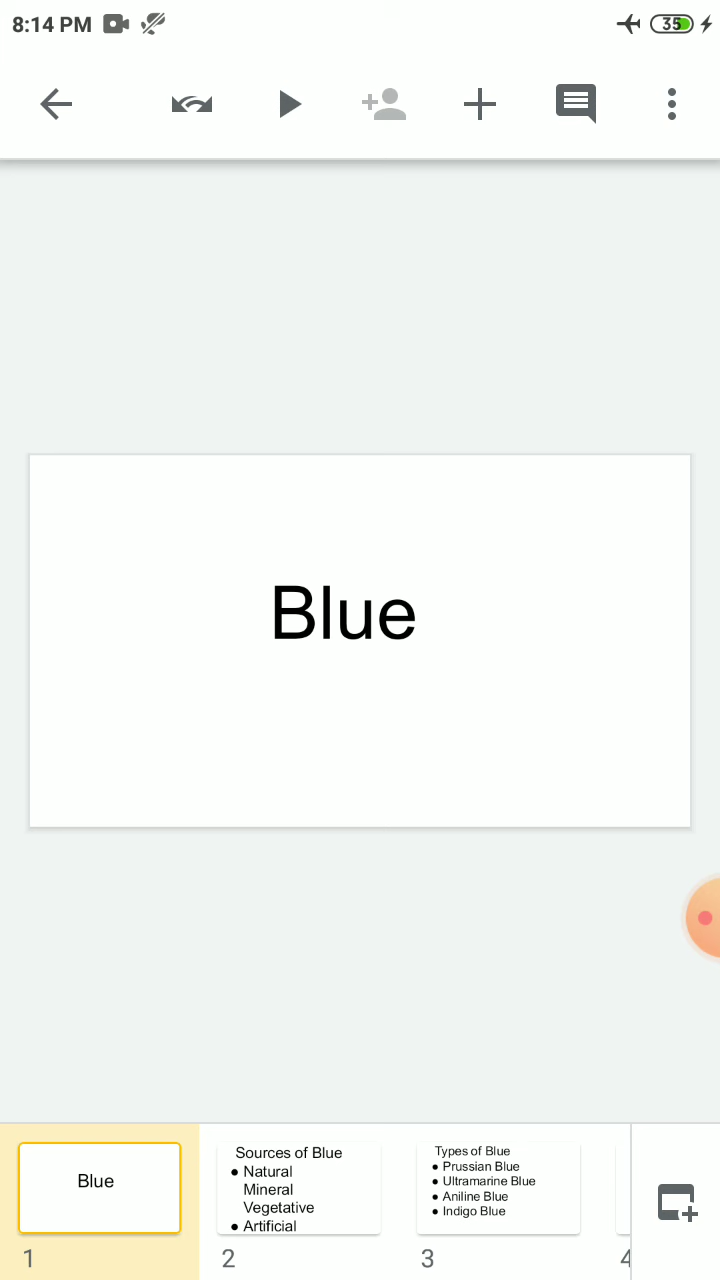 8:14 PM
35
Blue
Blue
1
Sources of Blue
● Natural
Mineral
Vegetative
● Artificial
2
Types of Blue
● Prussian Blue
● Ultramarine Blue
● Aniline Blue
● Indigo Blue
3
4